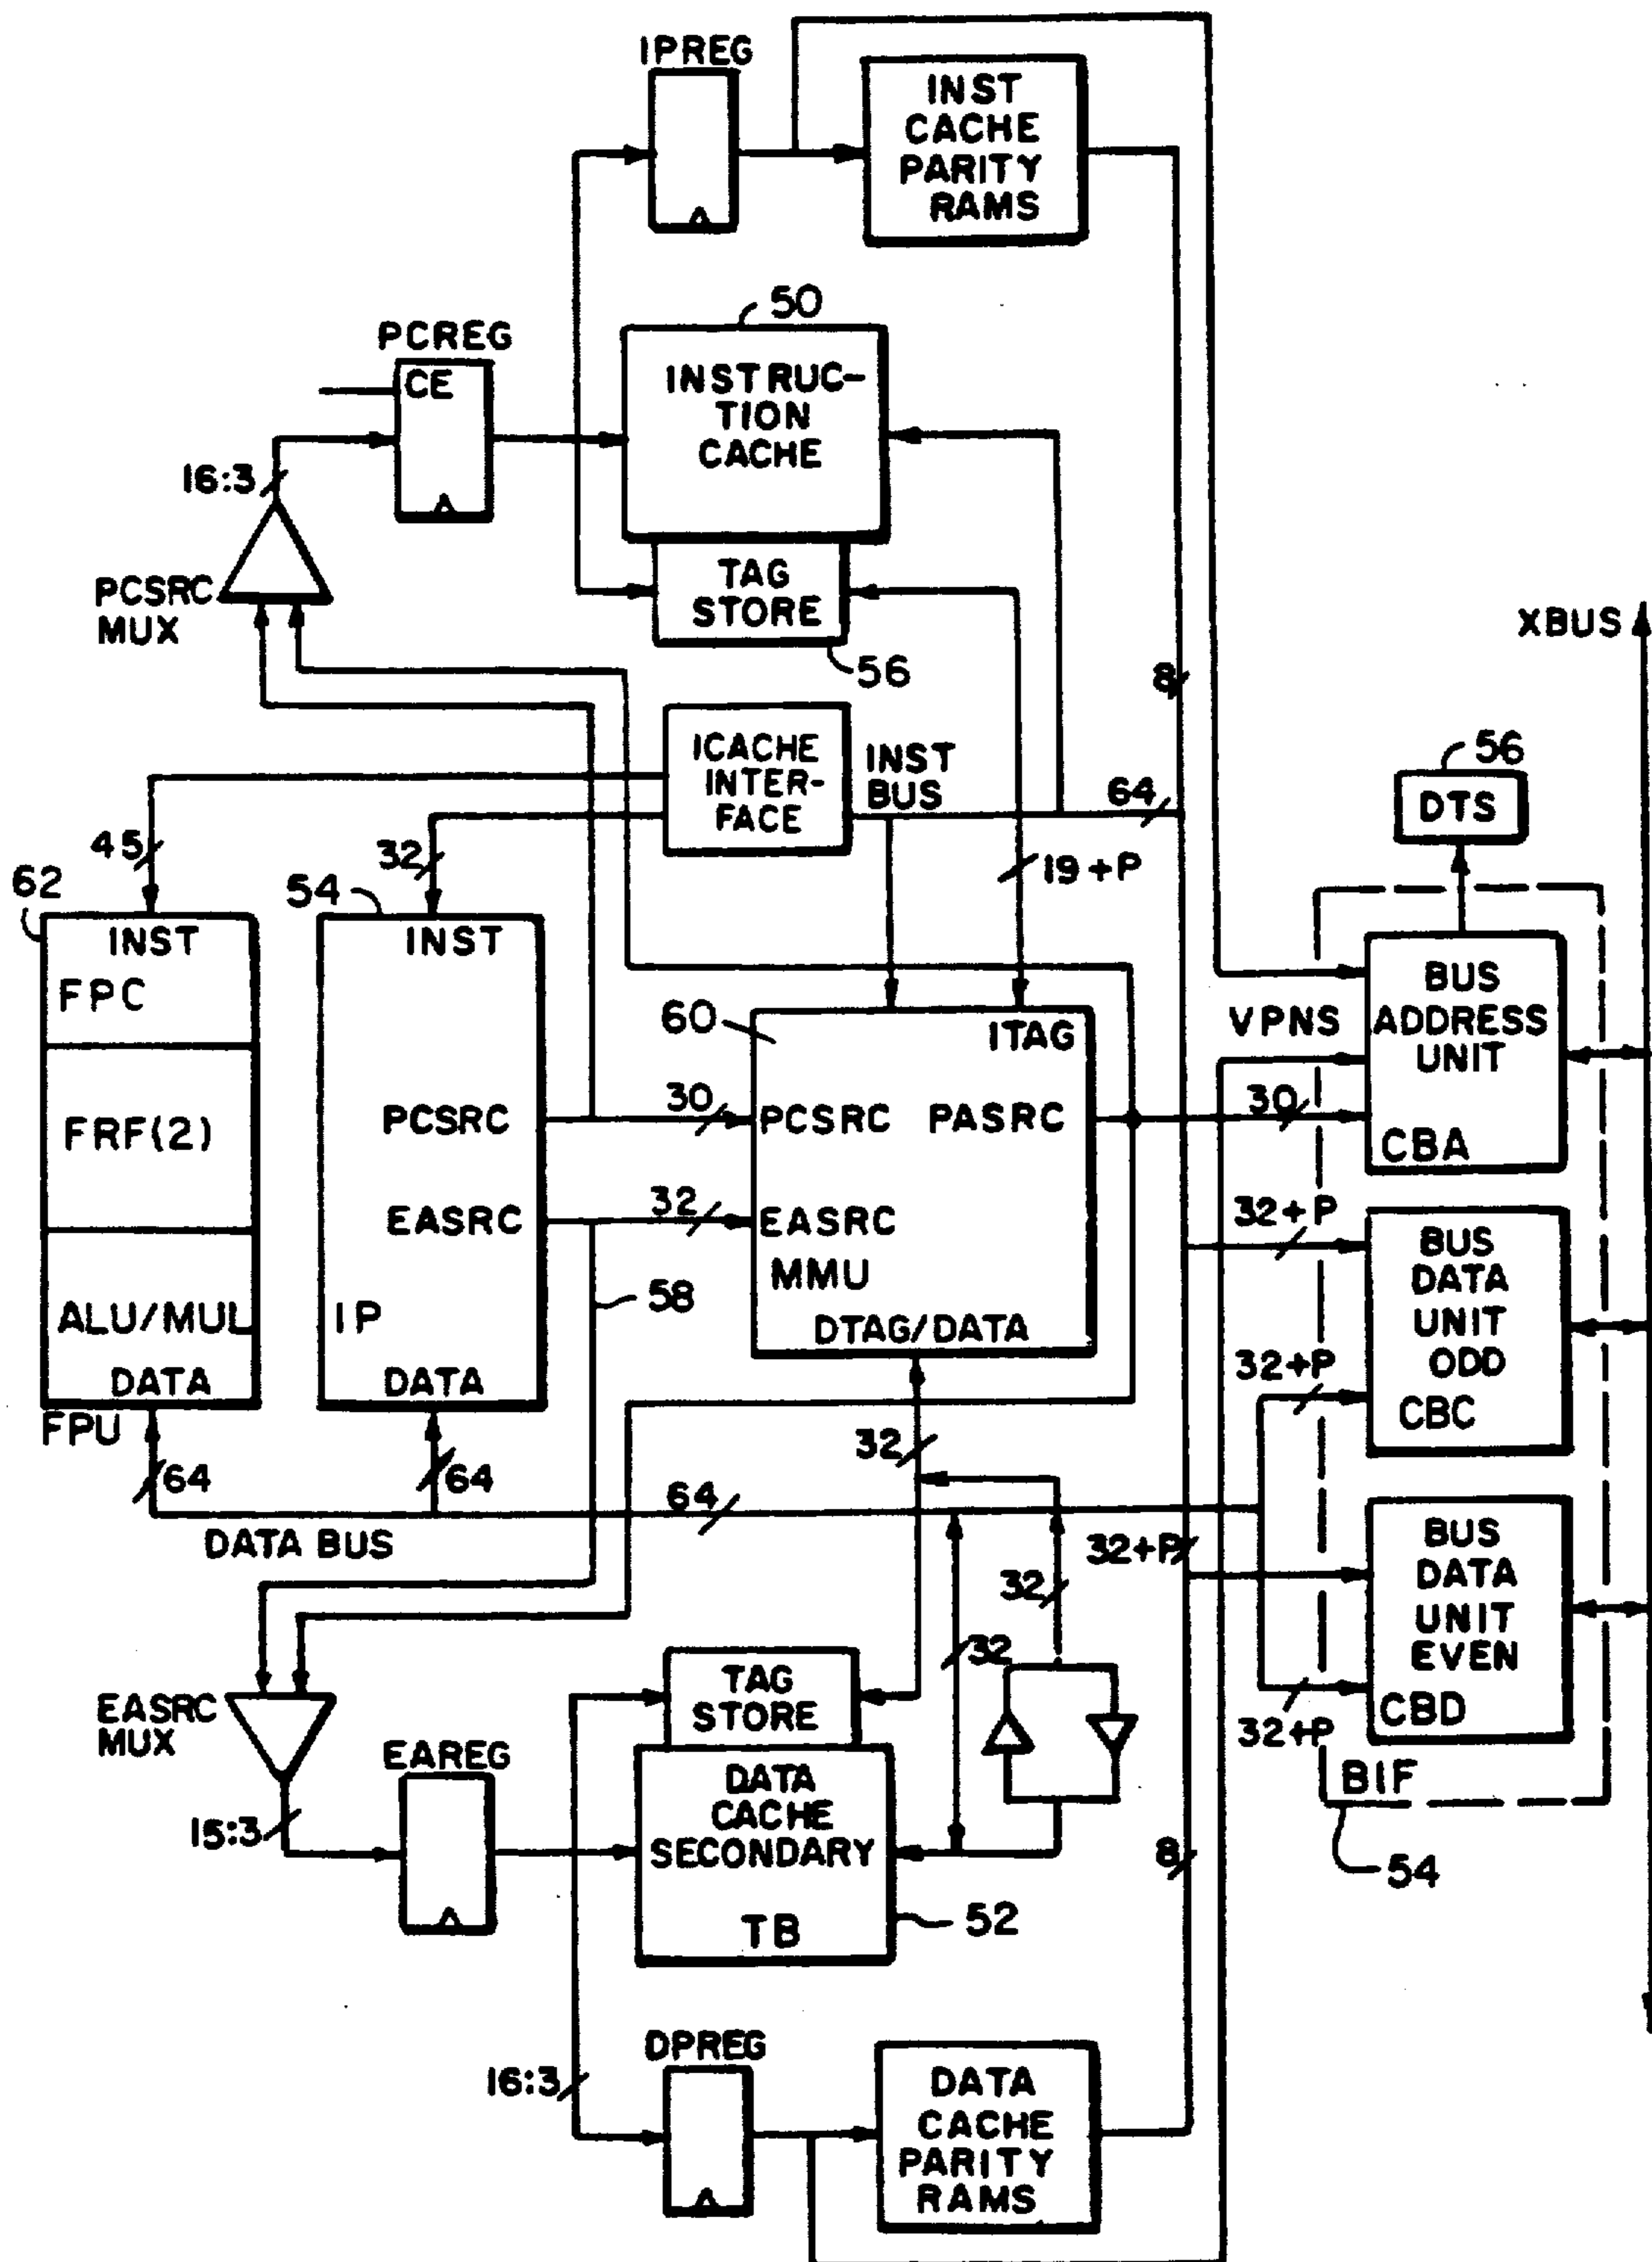 IPREG
INST
CACHE
PARITY
RAMS
50
PCREG
CE
INSTRUC-
TION
CACHE
16:3
TAG
STORE
PCSRC
MUX
XBUS
56
8
ICACHE
INTER-
FACE
INST
BUS
56
DTS
64
45
32
19+P
62
54
INST
INST
FPC
BUS
ADDRESS
UNIT
60
ITAG
VPNS
FRF(2)
PCSRC
30
PCSRC
PASRC
30
CBA
EASRC
32
EASRC
32+P
BUS
DATA
UNIT
ODD
MMU
58
ALU/MUL
IP
DTAG/DATA
32+P
DATA
DATA
CBC
FPU
32
64
64
64
DATA BUS
32+P
BUS
DATA
UNIT
EVEN
32
32
TAG
STORE
EASRC
MUX
CBD
32+P
EAREG
DATA
CACHE
SECONDARY
TB
BIF
15:3
8
54
52
DPREG
16:3
DATA
CACHE
PARITY
RAMS